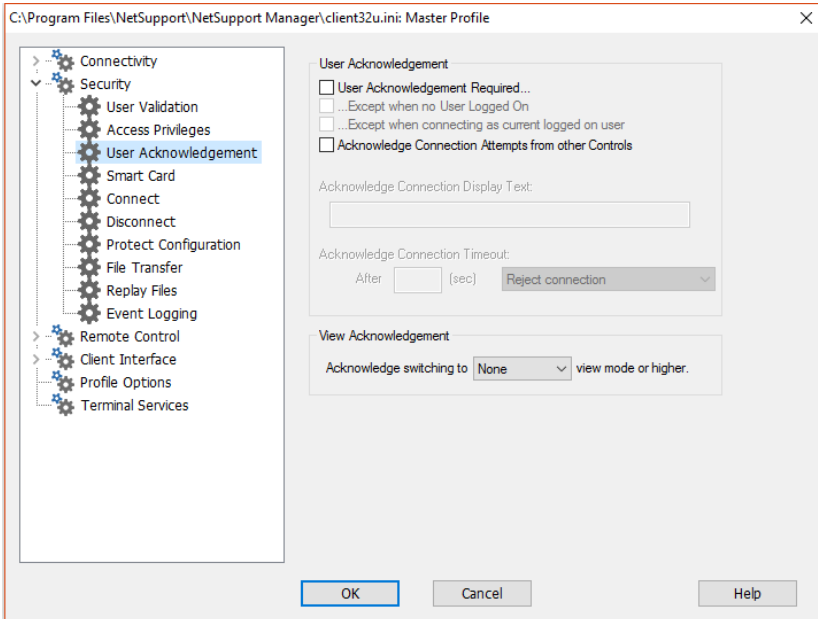 C:\Program Files\NetSupport\NetSupport Manager\client32u.ini: Master Profile
Connectivity
Security
User Validation
Access Privileges
User Acknowledgement
Smart Card
Connect
Disconnect
Protect Configuration
File Transfer
Replay Files
Event Logging
Remote Control
Client Interface
Profile Options
Terminal Services
User Acknowledgement
User Acknowledgement Required...
...Except when no User Logged On
...Except when connecting as current logged on user
Acknowledge Connection Attempts from other Controls
Acknowledge Connection Display Text:
Acknowledge Connection Timeout:
After (sec) Reject connection
View Acknowledgement
Acknowledge switching to None view mode or higher.
OK Cancel Help